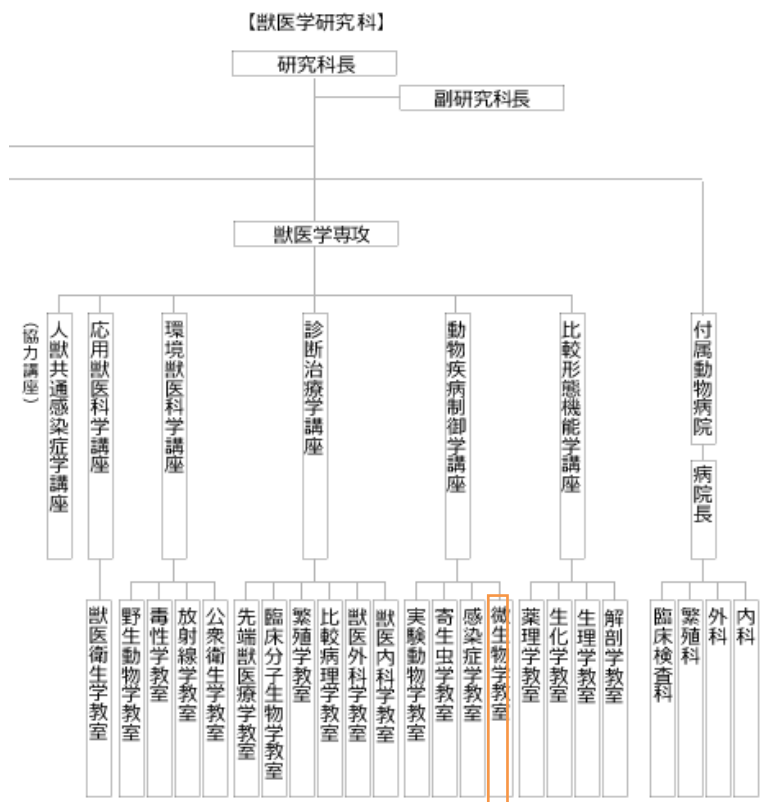 【獣医学研究科】
研究科長
副研究科長
獣医学専攻
付属動物病院
病院長
比較形態機能学講座
動物疾病制御学講座
診断治療学講座
環境獣医科学講座
応用獣医科学講座
人獣共通感染症学講座
（協力講座）
内科
外科
繁殖科
臨床検査科
解剖学教室
生理学教室
生化学教室
薬理学教室
微生物学教室
感染症学教室
寄生虫学教室
実験動物学教室
獣医内科学教室
獣医外科学教室
比較病理学教室
繁殖学教室
臨床分子生物学教室
先端獣医療学教室
公衆衛生学教室
放射線学教室
毒性学教室
野生動物学教室
獣医衛生学教室